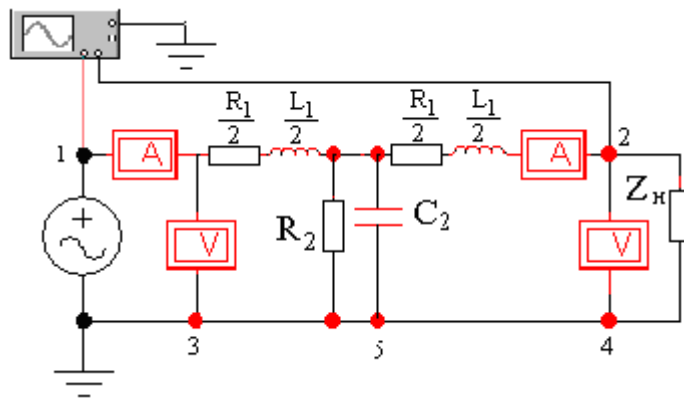 R₁/2 L₁/2 R₁/2 L₁/2
1 A A 2
+ V R₂ C₂ V Zн
3 5 4